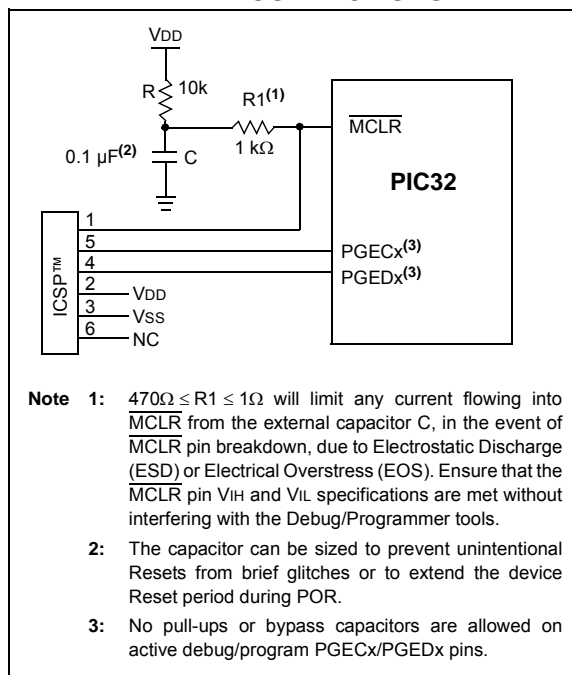 VDD
R
10k
R1(1)
1 kΩ
0.1 µF(2)
C
MCLR
PIC32
ICSP™
1
5
4
2
3
6
VDD
VSS
NC
PGECx(3)
PGEDx(3)
Note 1: 470Ω ≤ R1 ≤ 1Ω will limit any current flowing into
MCLR from the external capacitor C, in the event of
MCLR pin breakdown, due to Electrostatic Discharge
(ESD) or Electrical Overstress (EOS). Ensure that the
MCLR pin VIH and VIL specifications are met without
interfering with the Debug/Programmer tools.
2: The capacitor can be sized to prevent unintentional
Resets from brief glitches or to extend the device
Reset period during POR.
3: No pull-ups or bypass capacitors are allowed on
active debug/program PGECx/PGEDx pins.